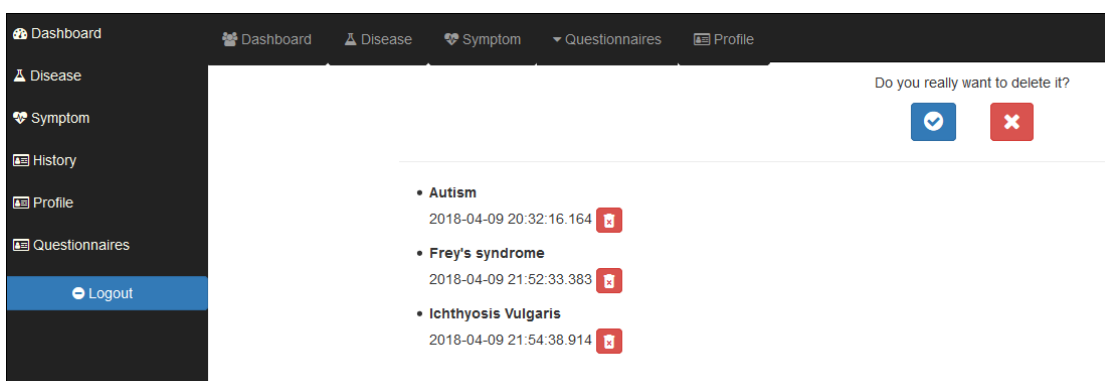 Dashboard
Disease
Symptom
History
Profile
Questionnaires
Logout
Dashboard Disease Symptom Questionnaires Profile
Do you really want to delete it?
• Autism
2018-04-09 20:32:16.164
• Frey's syndrome
2018-04-09 21:52:33.383
• Ichthyosis Vulgaris
2018-04-09 21:54:38.914